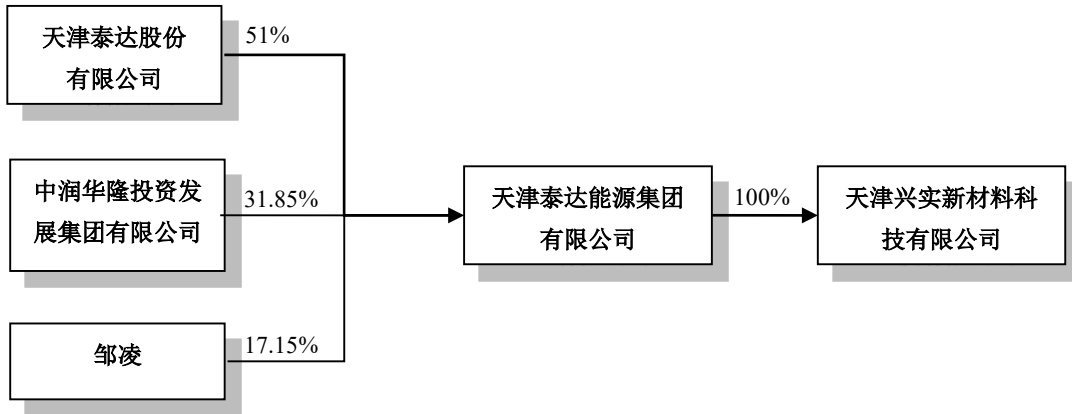 天津泰达股份
有限公司
51%
中润华隆投资发
展集团有限公司
31.85%
邹凌
17.15%
天津泰达能源集团
有限公司
100%
天津兴实新材料科
技有限公司